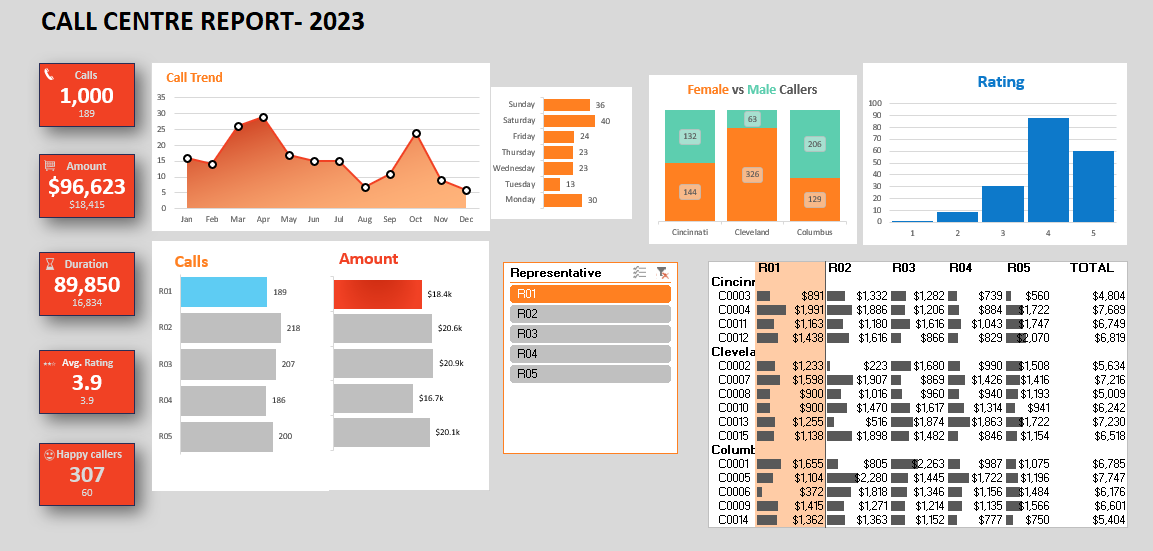 CALL CENTRE REPORT- 2023
Calls
1,000
189
Amount
$96,623
$18,415
Duration
89,850
16,834
Avg. Rating
3.9
3.9
Happy callers
307
60
Call Trend
35
30
25
20
15
10
5
0
Jan Feb Mar Apr May Jun Jul Aug Sep Oct Nov Dec
Sunday 36
Saturday 40
Friday 24
Thursday 23
Wednesday 23
Tuesday 13
Monday 30
Female vs Male Callers
132 63 206
144 326 129
Cincinnati Cleveland Columbus
Rating
100
90
80
70
60
50
40
30
20
10
0
1 2 3 4 5
Calls
R01 189
R02 218
R03 207
R04 186
R05 200
Amount
$18.4k
$20.6k
$20.9k
$16.7k
$20.1k
Representative
R01
R02
R03
R04
R05
R01 R02 R03 R04 R05 TOTAL
Cincinn
C0003 $891 $1,332 $1,282 $739 $560 $4,804
C0004 $1,991 $1,886 $1,206 $884 $1,722 $7,689
C0011 $1,163 $1,180 $1,616 $1,043 $1,747 $6,749
C0012 $1,438 $1,616 $866 $829 $2,070 $6,819
Clevela
C0002 $1,233 $223 $1,680 $990 $1,508 $5,634
C0007 $1,598 $1,907 $869 $1,426 $1,416 $7,216
C0008 $900 $1,016 $960 $940 $1,193 $5,009
C0010 $900 $1,470 $1,617 $1,314 $941 $6,242
C0013 $1,255 $516 $1,874 $1,863 $1,722 $7,230
C0015 $1,138 $1,898 $1,482 $846 $1,154 $6,518
Columb
C0001 $1,655 $805 $2,263 $987 $1,075 $6,785
C0005 $1,104 $2,280 $1,445 $1,722 $1,196 $7,747
C0006 $372 $1,818 $1,346 $1,156 $1,484 $6,176
C0009 $1,415 $1,271 $1,214 $1,135 $1,566 $6,601
C0014 $1,362 $1,363 $1,152 $777 $750 $5,404